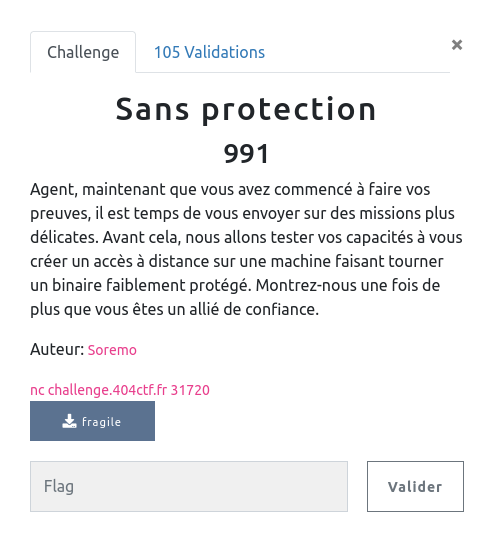 Challenge
105 Validations
×
Sans protection
991
Agent, maintenant que vous avez commencé à faire vos
preuves, il est temps de vous envoyer sur des missions plus
délicates. Avant cela, nous allons tester vos capacités à vous
créer un accès à distance sur une machine faisant tourner
un binaire faiblement protégé. Montrez-nous une fois de
plus que vous êtes un allié de confiance.
Auteur: Soremo
nc challenge.404ctf.fr 31720
fragile
Flag
Valider